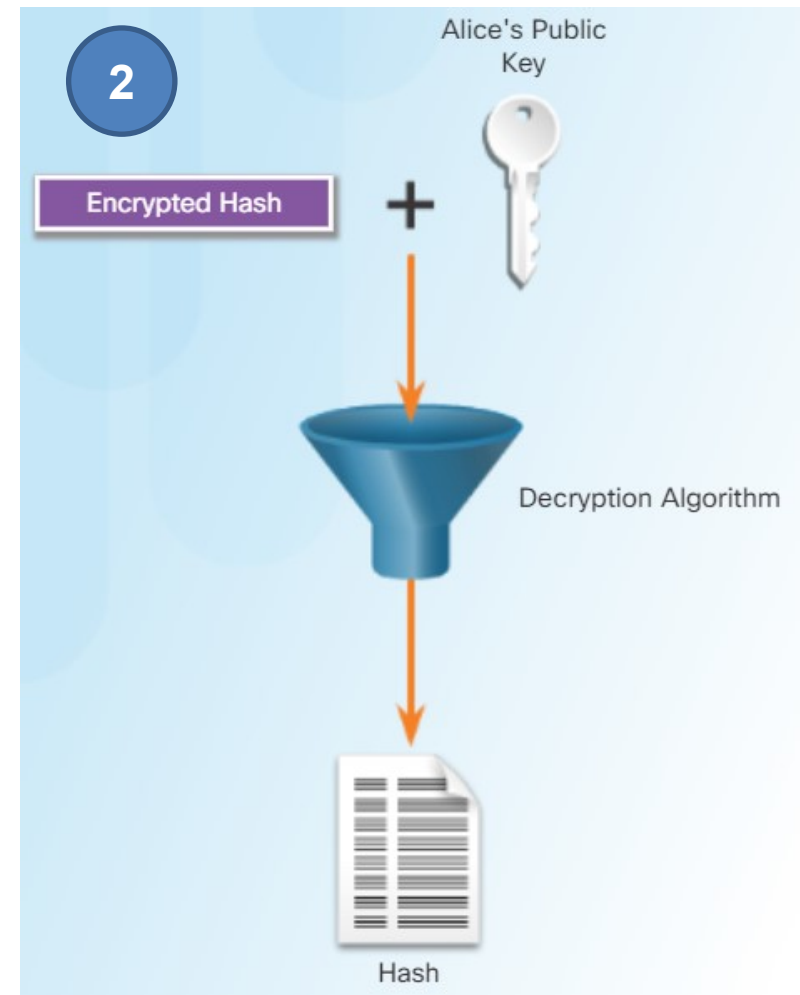 2
Alice's Public
Key
Encrypted Hash
+
Decryption Algorithm
Hash